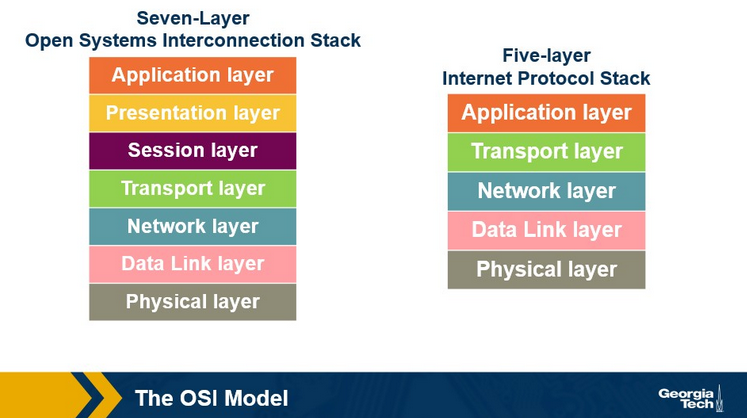 Seven-Layer
Open Systems Interconnection Stack
Application layer
Presentation layer
Session layer
Transport layer
Network layer
Data Link layer
Physical layer
Five-layer
Internet Protocol Stack
Application layer
Transport layer
Network layer
Data Link layer
Physical layer
The OSI Model
Georgia
Tech